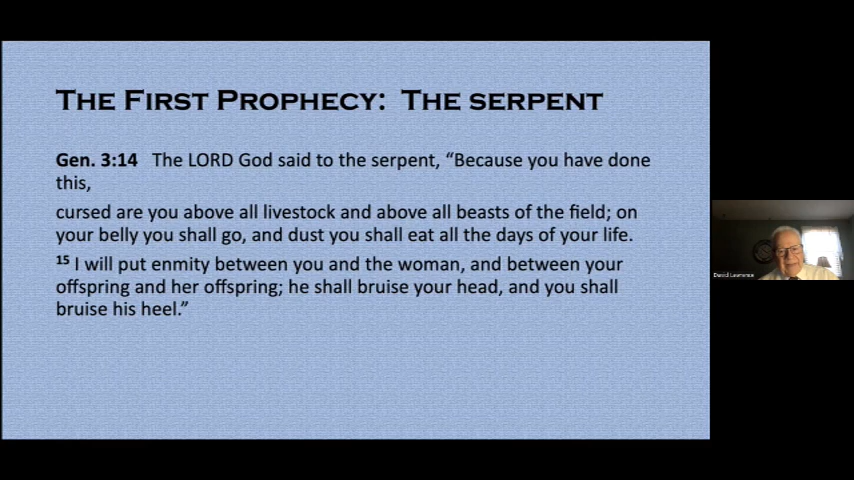 THE FIRST PROPHECY: THE SERPENT
Gen. 3:14 The LORD God said to the serpent, “Because you have done
this,
cursed are you above all livestock and above all beasts of the field; on
your belly you shall go, and dust you shall eat all the days of your life.
15 I will put enmity between you and the woman, and between your
offspring and her offspring; he shall bruise your head, and you shall
bruise his heel.”
David Lawrence